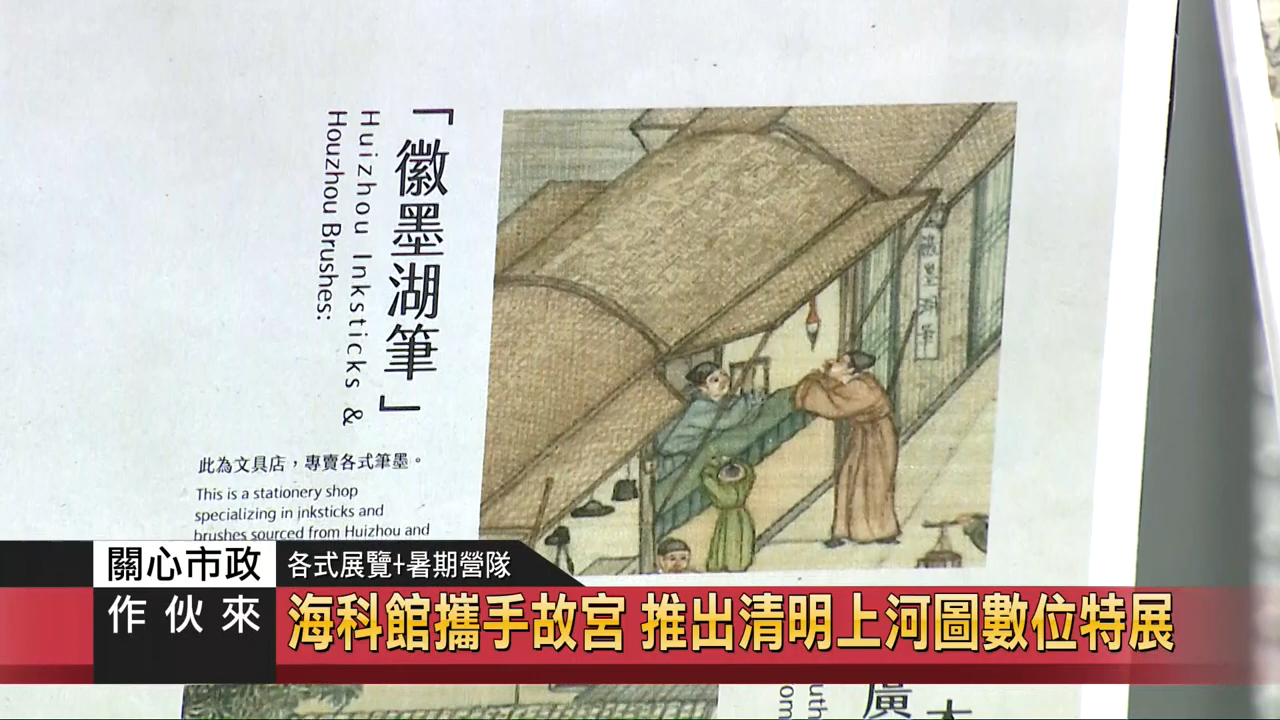 「徽墨湖筆」
Huizhou Inksticks &
Houzhou Brushes:
徽墨湖筆
此為文具店，專賣各式筆墨。
This is a stationery shop
specializing in inksticks and
brushes sourced from Huizhou and
關心市政
作伙來
各式展覽+暑期營隊
海科館攜手故宮 推出清明上河圖數位特展